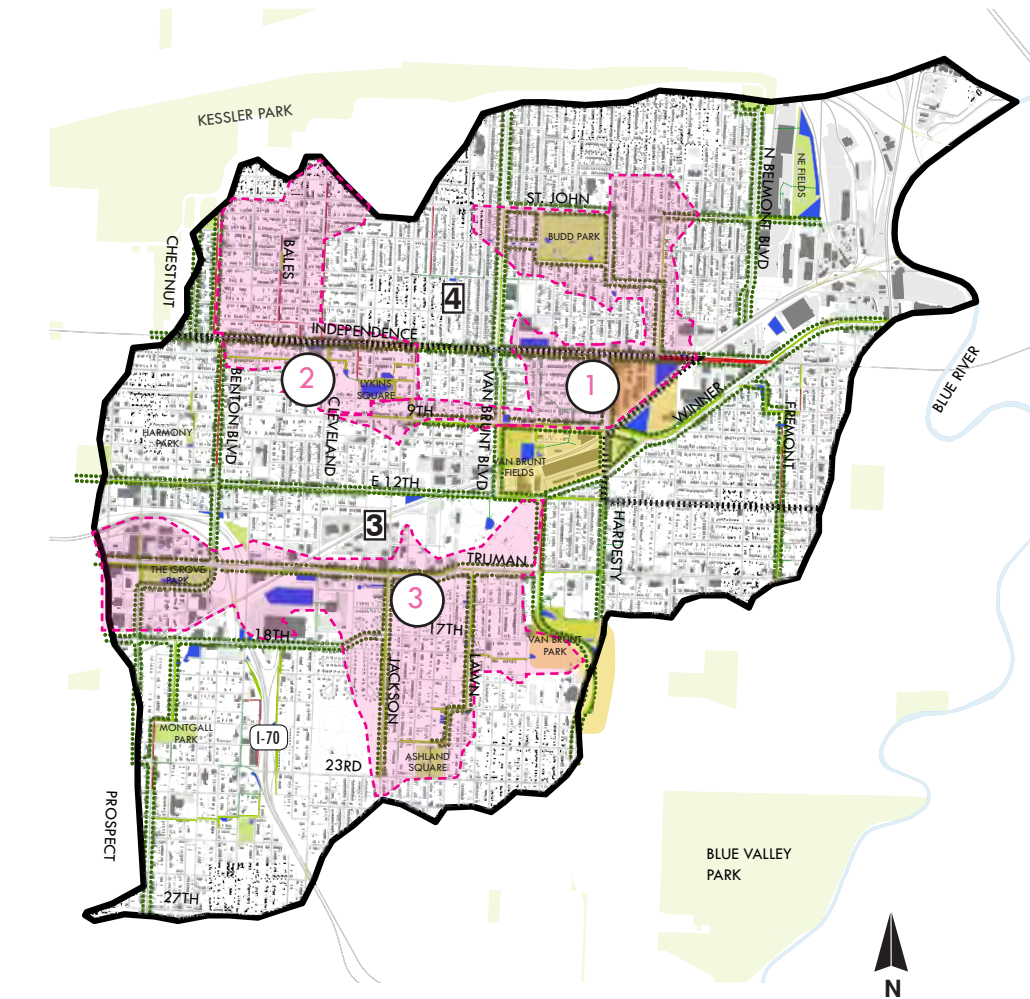 KESSLER PARK
N BELMONT BLVD
NE FIELDS
ST. JOHN
BUDD PARK
CHESTNUT
BALES
4
INDEPENDENCE
2
1
LYKINS
SQUARE
BENTON BLVD
CLEVELAND
9TH
VAN BRUNT BLVD
WINNER
FREMONT
BLUE RIVER
HARMONY
PARK
VAN BRUNT
FIELDS
E 12TH
3
HARDESTY
TRUMAN
THE GROVE
PARK
3
17TH
18TH
VAN BRUNT
PARK
JACKSON
LAWN
MONTGALL
PARK
I-70
ASHLAND
SQUARE
23RD
PROSPECT
BLUE VALLEY
PARK
27TH
N